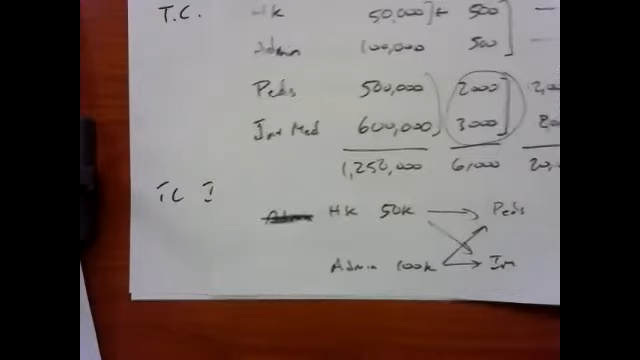 T.C. HK 50,000 500
Admin 100,000 500
Peds 500,000 2000
Int Med 600,000 3000
1,250,000 6,000 20,
TC I
HK 50K → Peds
Admin 100K → Im